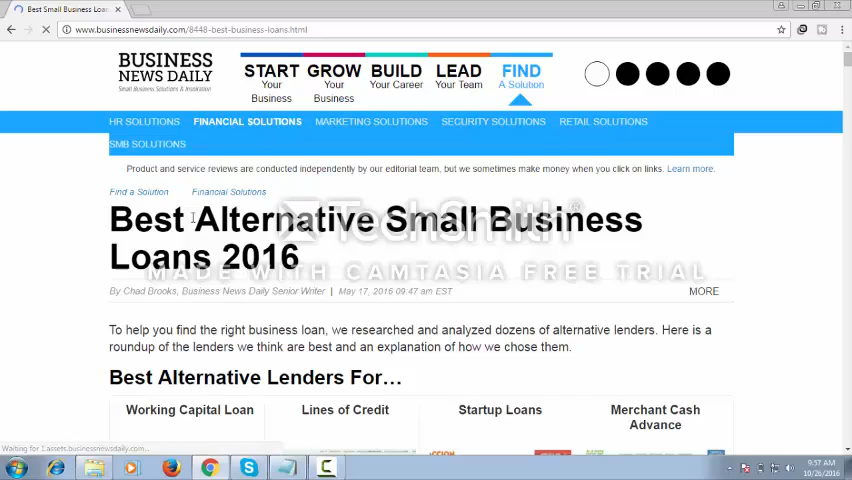 Best Small Business Loan
www.businessnewsdaily.com/8448-best-business-loans.html
BUSINESS
NEWS DAILY
Small Business Solutions & Inspiration
START
Your
Business
GROW
Your
Business
BUILD
Your Career
LEAD
Your Team
FIND
A Solution
HR SOLUTIONS FINANCIAL SOLUTIONS MARKETING SOLUTIONS SECURITY SOLUTIONS RETAIL SOLUTIONS
SMB SOLUTIONS
Product and service reviews are conducted independently by our editorial team, but we sometimes make money when you click on links. Learn more.
Find a Solution Financial Solutions
Best Alternative Small Business
Loans 2016
TechSmith®
MADE WITH CAMTASIA FREE TRIAL
By Chad Brooks, Business News Daily Senior Writer | May 17, 2016 09:47 am EST
MORE
To help you find the right business loan, we researched and analyzed dozens of alternative lenders. Here is a
roundup of the lenders we think are best and an explanation of how we chose them.
Best Alternative Lenders For…
Working Capital Loan Lines of Credit Startup Loans Merchant Cash
Advance
Waiting for 1.assets.businessnewsdaily.com...
9:57 AM
10/26/2016